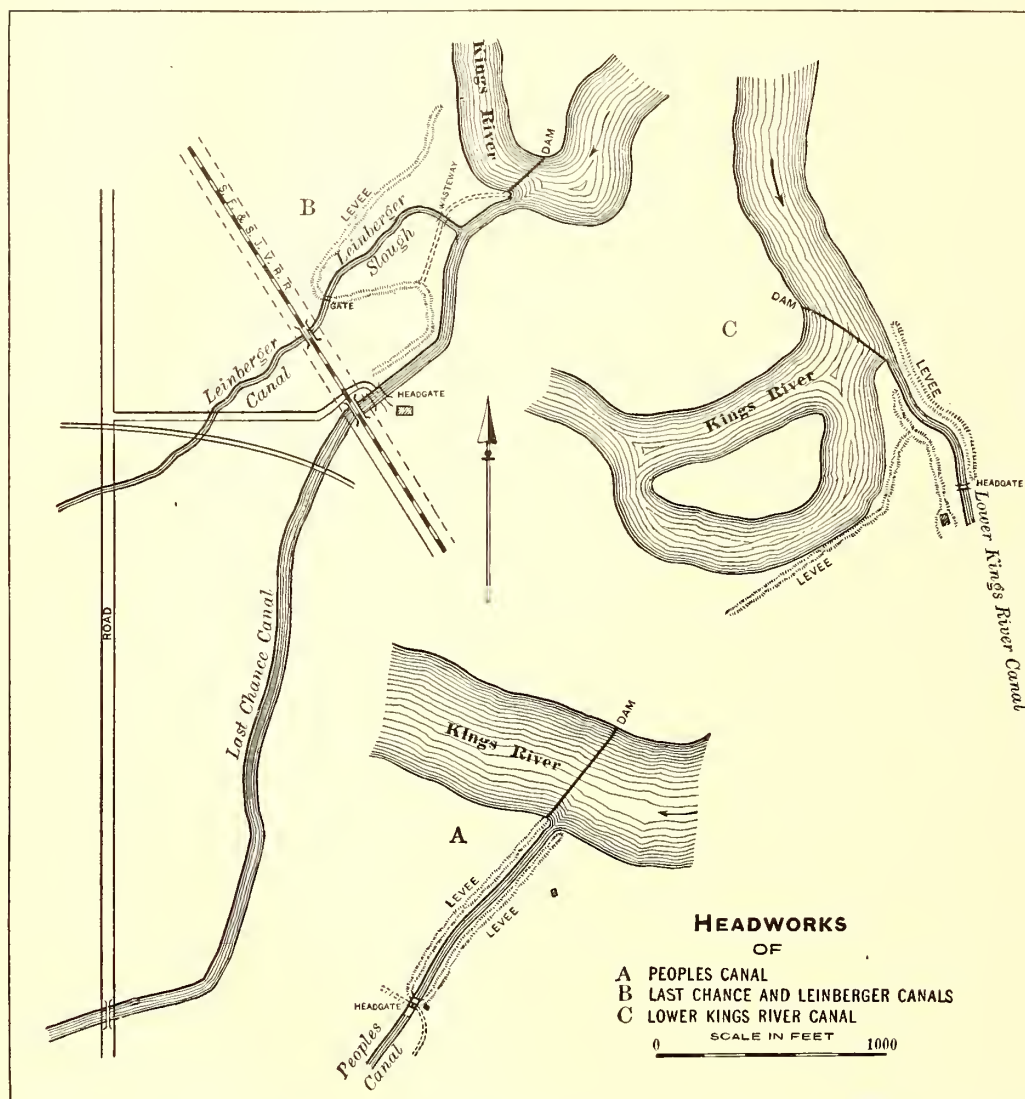 Kings River
DAM
WASTEWAY
B
LEVEE
Leinberger
Slough
S. F. & S. J. V. R. R.
GATE
Leinberger
Canal
HEADGATE
ROAD
Last Chance Canal
C
DAM
Kings River
LEVEE
HEADGATE
LEVEE
Lower Kings River Canal
A
DAM
Kings River
LEVEE
LEVEE
HEADGATE
Peoples
Canal
HEADWORKS
OF
A PEOPLES CANAL
B LAST CHANCE AND LEINBERGER CANALS
C LOWER KINGS RIVER CANAL
SCALE IN FEET
0 1000